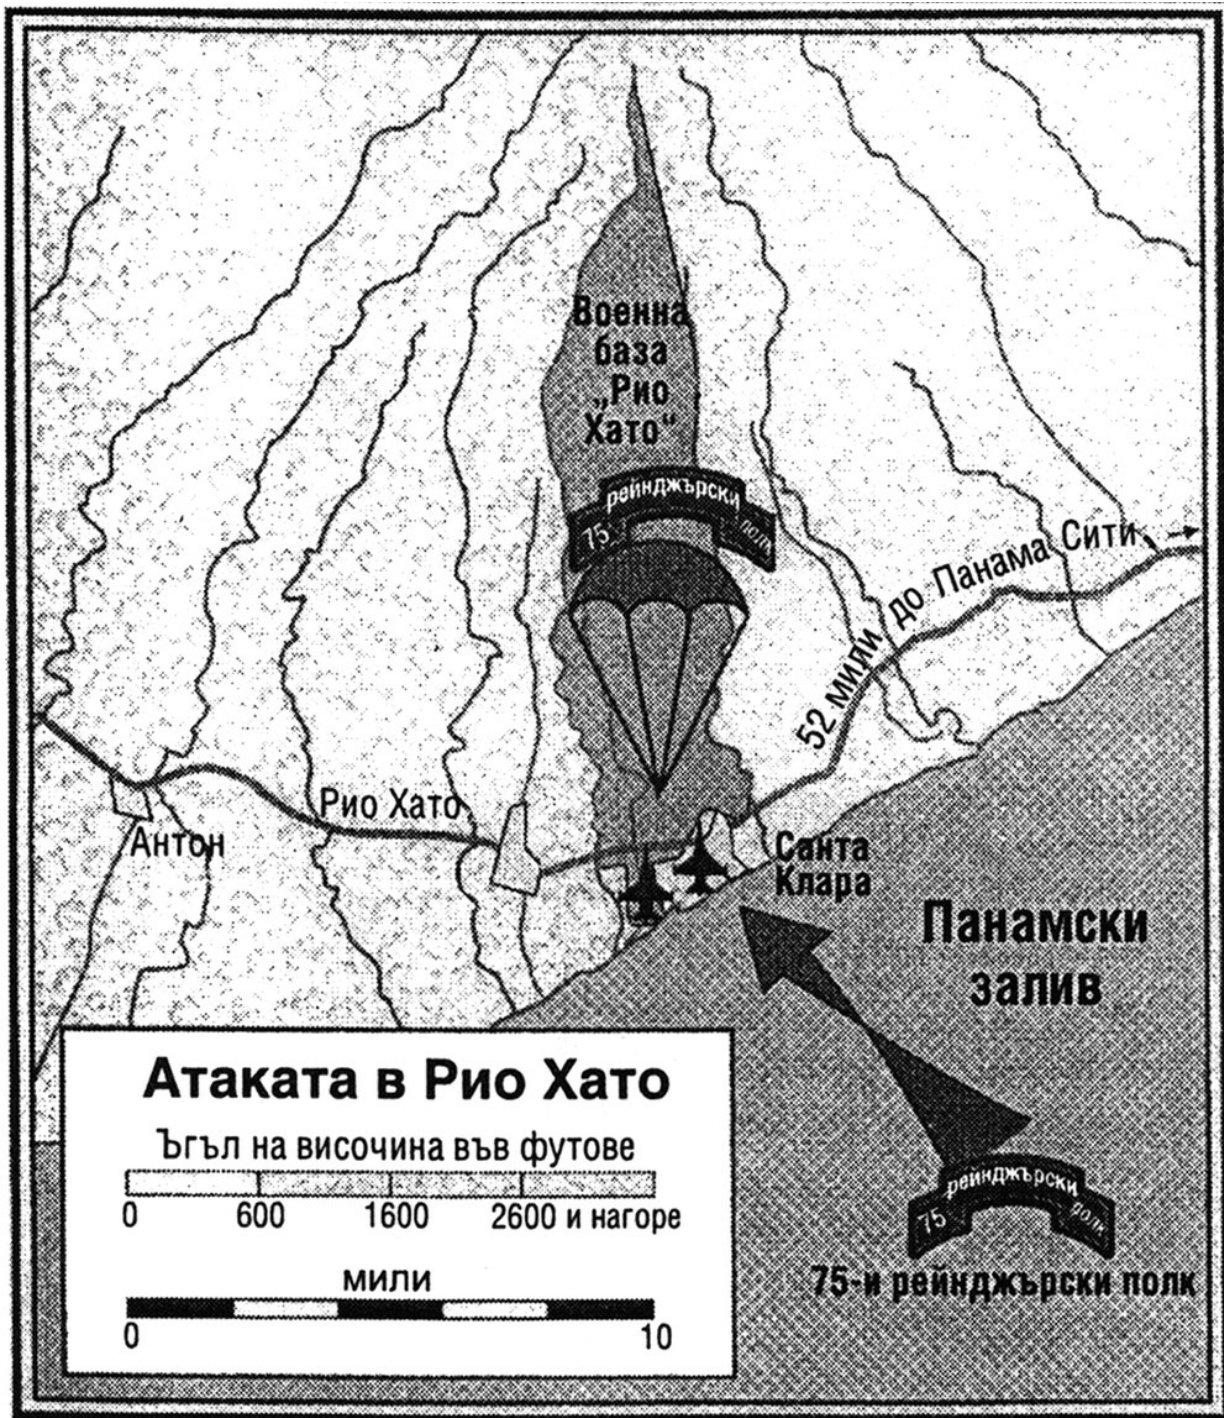 Военна
база
„Рио
Хато“
рейнджърски
75 полк
52 мили до Панама Сити →
Рио Хато
Антон
Санта
Клара
Панамски
залив
рейнджърски
75 полк
75-и рейнджърски полк
Атаката в Рио Хато
Ъгъл на височина във футове
0 600 1600 2600 и нагоре
мили
0 10